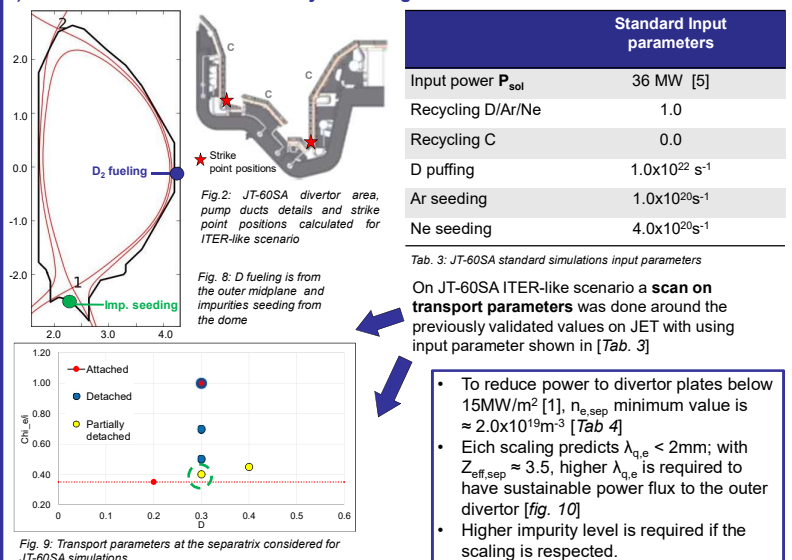 2
2.0
1.0
0.0
-1.0
-2.0
1
2.0
3.0
4.0
D2 fueling
Imp. seeding
C
C
C
Strike
point positions
Fig.2: JT-60SA divertor area,
pump ducts details and strike
point positions calculated for
ITER-like scenario
Fig. 8: D fueling is from
the outer midplane and
impurities seeding from
the dome
Standard Input
parameters
Input power Psol 36 MW [5]
Recycling D/Ar/Ne 1.0
Recycling C 0.0
D puffing 1.0x10²² s⁻¹
Ar seeding 1.0x10²⁰s⁻¹
Ne seeding 4.0x10²⁰s⁻¹
Tab. 3: JT-60SA standard simulations input parameters
On JT-60SA ITER-like scenario a scan on
transport parameters was done around the
previously validated values on JET with using
input parameter shown in [Tab. 3]
1.20
1.00
0.80
0.60
0.40
0.20
Chi_e/i
Attached
Detached
Partially
detached
0
0.1
0.2
0.3
0.4
0.5
0.6
D
Fig. 9: Transport parameters at the separatrix considered for
JT-60SA simulations
• To reduce power to divertor plates below
15MW/m² [1], ne,sep minimum value is
≈ 2.0x10¹⁹m⁻³ [Tab 4]
• Eich scaling predicts λq,e < 2mm; with
Zeff,sep ≈ 3.5, higher λq,e is required to
have sustainable power flux to the outer
divertor [fig. 10]
• Higher impurity level is required if the
scaling is respected.